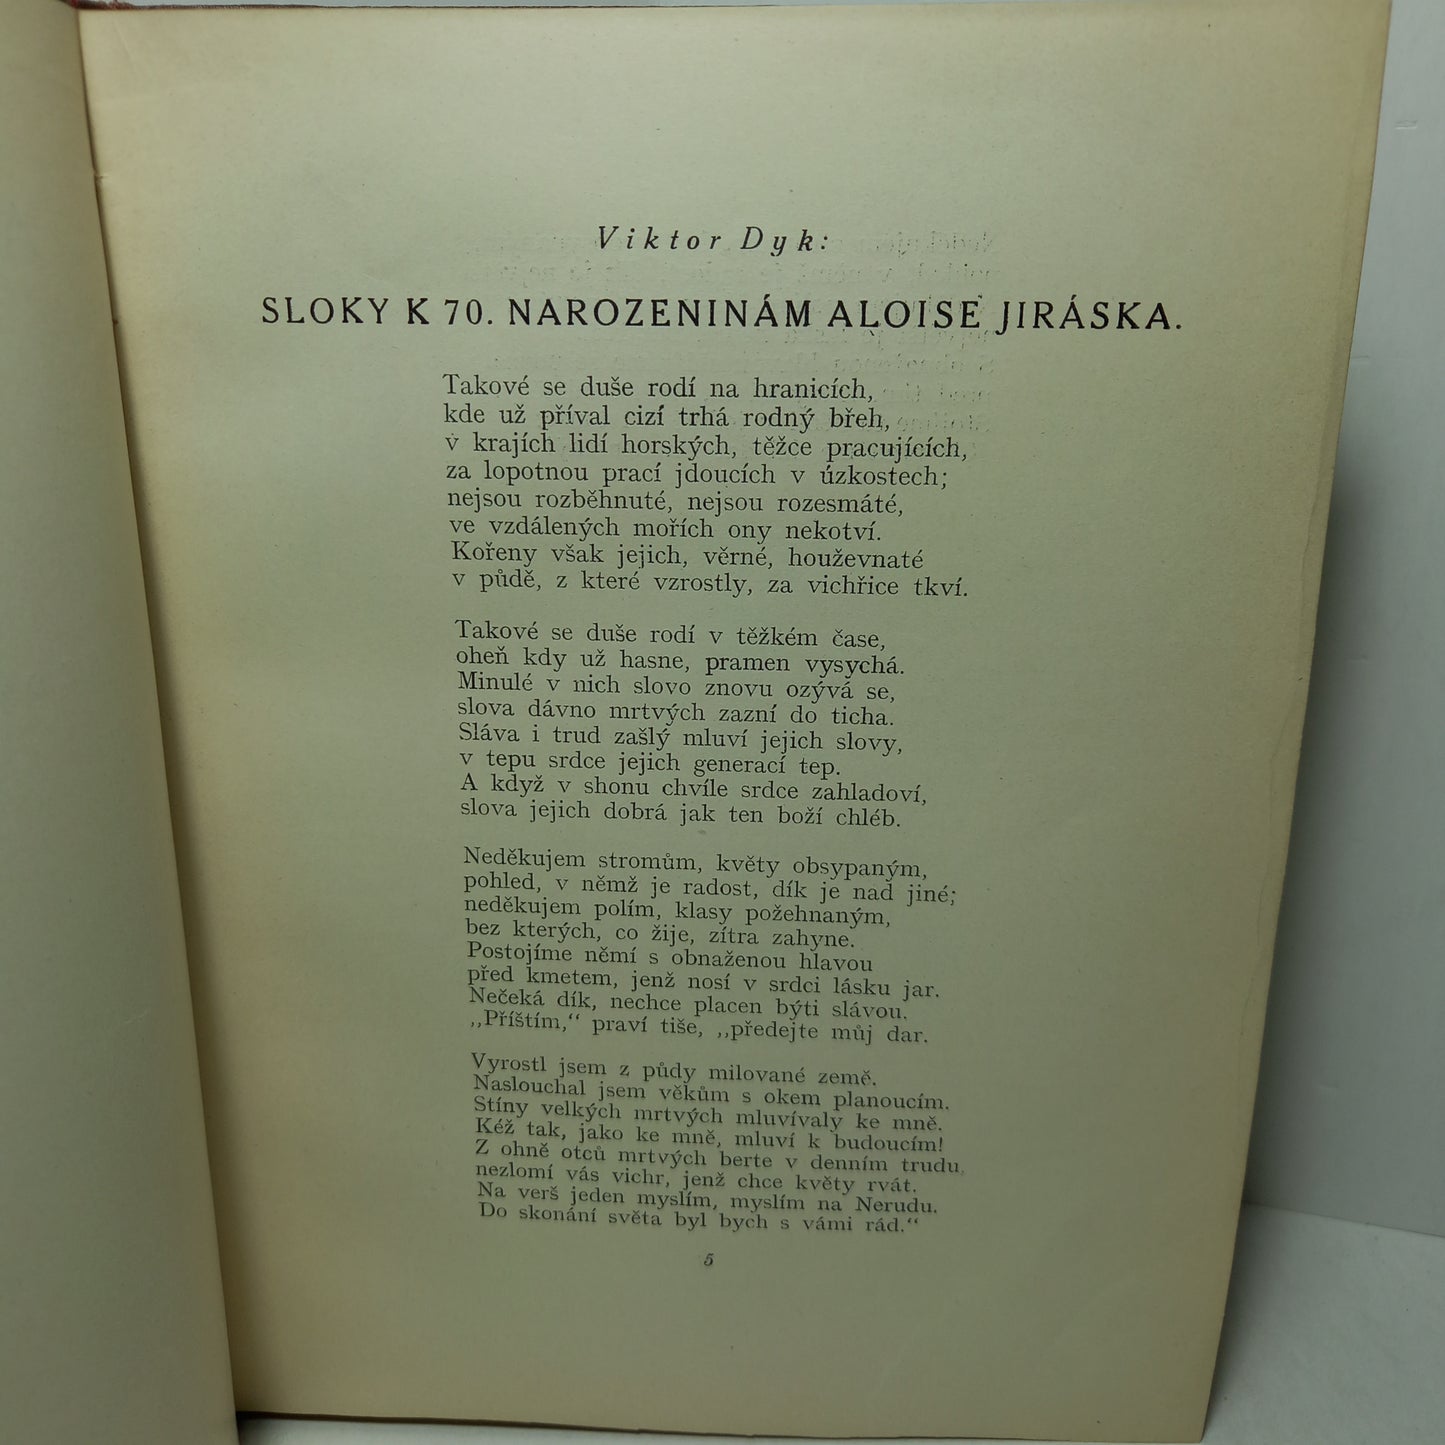 Viktor Dyk:
SLOKY K 70. NAROZENINÁM ALOISE JIRÁSKA.
Takové se duše rodí na hranicích,
kde už příval cizí trhá rodný břeh,
v krajích lidí horských, těžce pracujících,
za lopotnou prací jdoucích v úzkostech;
nejsou rozběhnuté, nejsou rozesmáté,
ve vzdálených mořích ony nekotví.
Kořeny však jejich, věrné, houževnaté
v půdě, z které vzrostly, za vichřice tkví.
Takové se duše rodí v těžkém čase,
oheň kdy už hasne, pramen vysychá.
Minulé v nich slovo znovu ozývá se,
slova dávno mrtvých zazní do ticha.
Sláva i trud zašlý mluví jejich slovy,
v tepu srdce jejich generací tep.
A když v shonu chvíle srdce zahladoví,
slova jejich dobrá jak ten boží chléb.
Neděkujem stromům, květy obsypaným,
pohled, v němž je radost, dík je nad jiné;
neděkujem polím, klasy požehnaným,
bez kterých, co žije, zítra zahyne.
Postojíme němí s obnaženou hlavou
před kmetem, jenž nosí v srdci lásku jar.
Nečeká dík, nechce placen býti slávou.
„Příštím,“ praví tiše, „předejte můj dar.
Vyrostl jsem z půdy milované země.
Naslouchal jsem věkům s okem planoucím.
Stíny velkých mrtvých mluvívaly ke mně.
Kéž tak, jako ke mně, mluví k budoucím!
Z ohně otců mrtvých berte v denním trudu,
nezlomí vás vichr, jenž chce květy rvát.
Na verš jeden myslím, myslím na Nerudu.
Do skonání světa byl bych s vámi rád.“
5